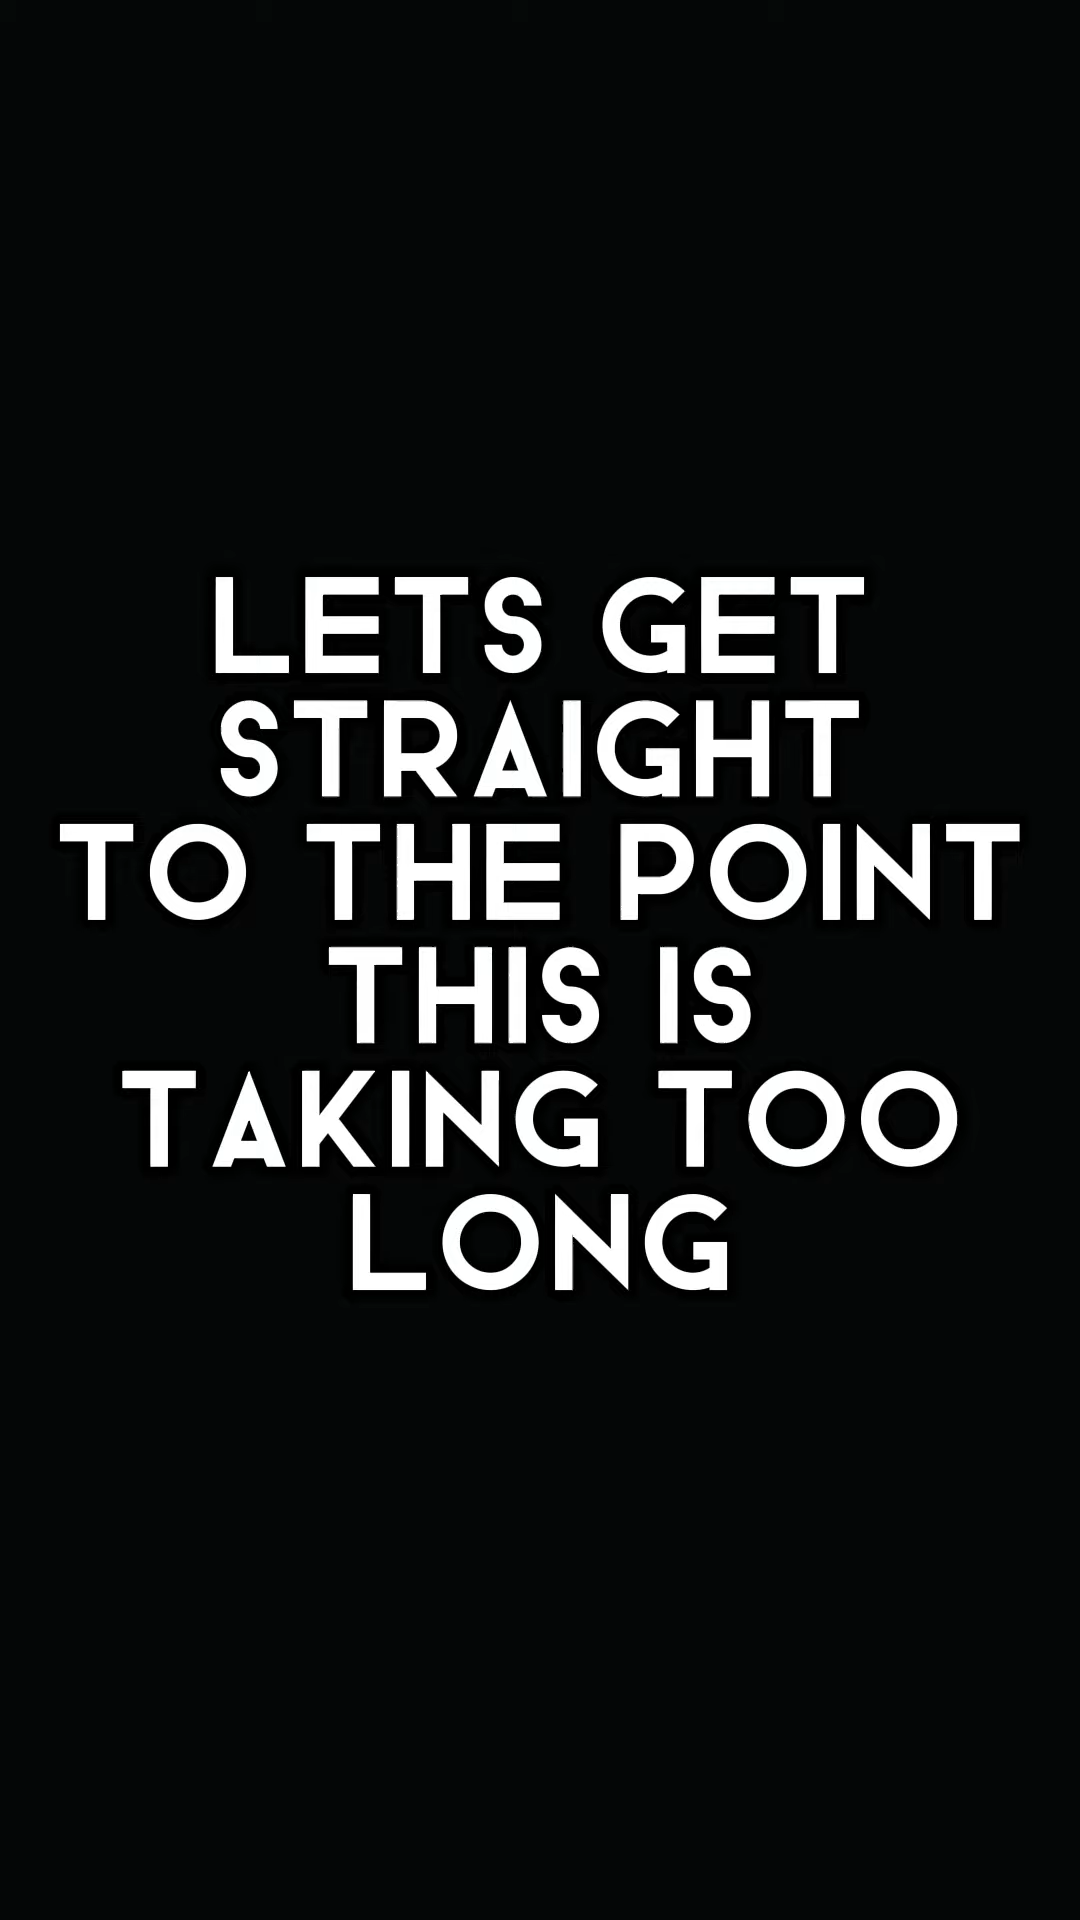 LETS GET
STRAIGHT
TO THE POINT
THIS IS
TAKING TOO
LONG